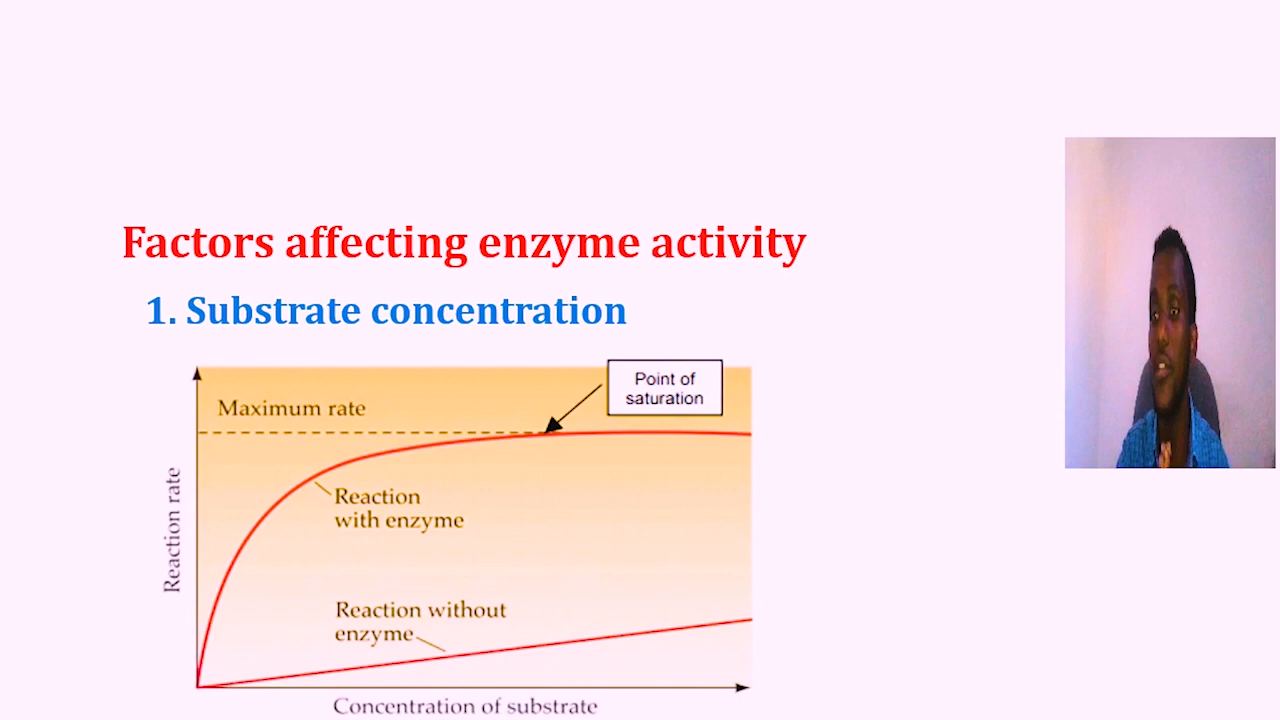 Factors affecting enzyme activity
1. Substrate concentration
Point of
saturation
Maximum rate
Reaction
with enzyme
Reaction rate
Reaction without
enzyme
Concentration of substrate